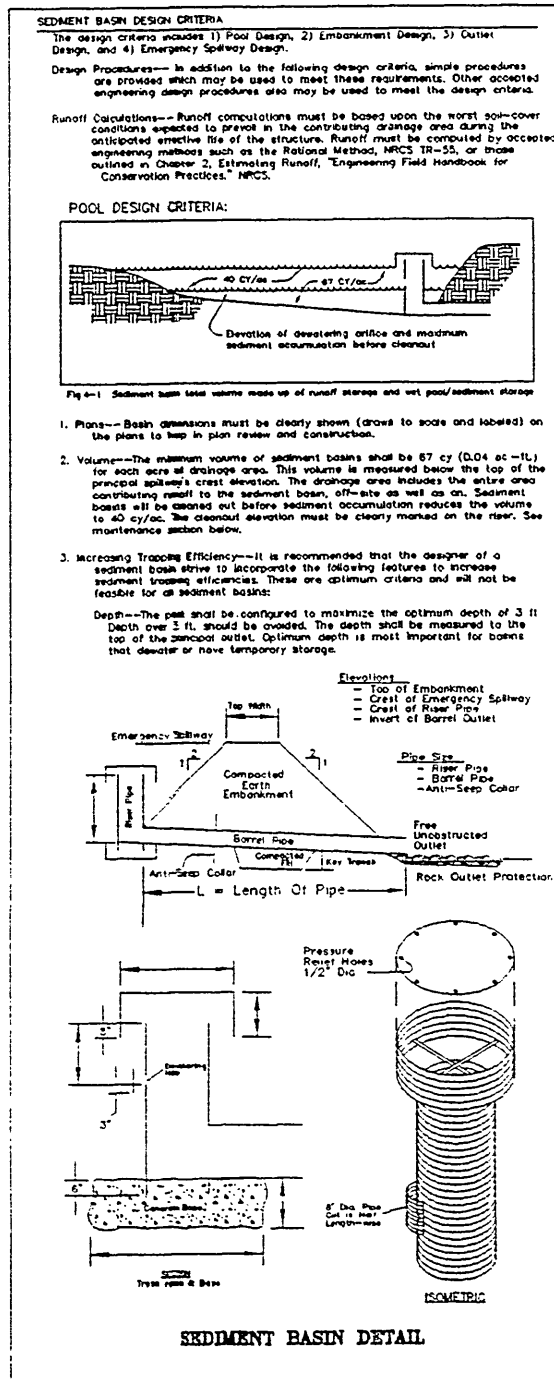 SEDIMENT BASIN DESIGN CRITERIA
The design criteria includes 1) Pool Design, 2) Embankment Design, 3) Outlet
Design, and 4) Emergency Spillway Design.
Design Procedures-- In addition to the following design criteria, simple procedures
are provided which may be used to meet these requirements. Other accepted
engineering design procedures also may be used to meet the design criteria.
Runoff Calculations-- Runoff computations must be based upon the worst soil-cover
conditions expected to prevail in the contributing drainage area during the
anticipated effective life of the structure. Runoff must be computed by accepted
engineering methods such as the Rational Method, NRCS TR-55, or those
outlined in Chapter 2, Estimating Runoff, "Engineering Field Handbook for
Conservation Practices." NRCS.
POOL DESIGN CRITERIA:
40 CY/ac
67 CY/ac
Elevation of dewatering orifice and maximum
sediment accumulation before cleanout
Fig 4-1 Sediment basin total volume made up of runoff storage and wet pool/sediment storage
1. Plans-- Basin dimensions must be clearly shown (draws to scale and labeled) on
the plans to help in plan review and construction.
2. Volume--The minimum volume of sediment basins shall be 67 cy (0.04 ac-ft.)
for each acre of drainage area. This volume is measured below the top of the
principal spillway's crest elevation. The drainage area includes the entire area
contributing runoff to the sediment basin, off-site as well as on. Sediment
basins will be cleaned out before sediment accumulation reduces the volume
to 40 cy/ac. The cleanout elevation must be clearly marked on the riser. See
maintenance section below.
3. Increasing Trapping Efficiency--It is recommended that the designer of a
sediment basin strive to incorporate the following features to increase
sediment trapping efficiencies. These are optimum criteria and will not be
feasible for all sediment basins:
Depth--The shall be configured to maximize the optimum depth of 3 ft
Depth over 3 ft. should be avoided. The depth shall be measured to the
top of the principal outlet. Optimum depth is most important for basins
that dewater or have temporary storage.
Elevations
- Top of Embankment
- Crest of Emergency Spillway
- Crest of Riser Pipe
- Invert of Barrel Outlet
Top Width
Emergency Spillway
2
1
2
1
Compacted
Earth
Embankment
Pipe Size
- Riser Pipe
- Barrel Pipe
-Anti-Seep Collar
Riser Pipe
Barrel Pipe
Free
Unobstructed
Outlet
Compacted
Fill
Key Trench
Anti-Seep Collar
Rock Outlet Protection
L = Length Of Pipe
Pressure
Relief Holes
1/2" Dia
Dewatering
3"
6"
Concrete Base
8" Dia Pipe
Cut in Half
Length-wise
& Base
ISOMETRIC
SEDIMENT BASIN DETAIL